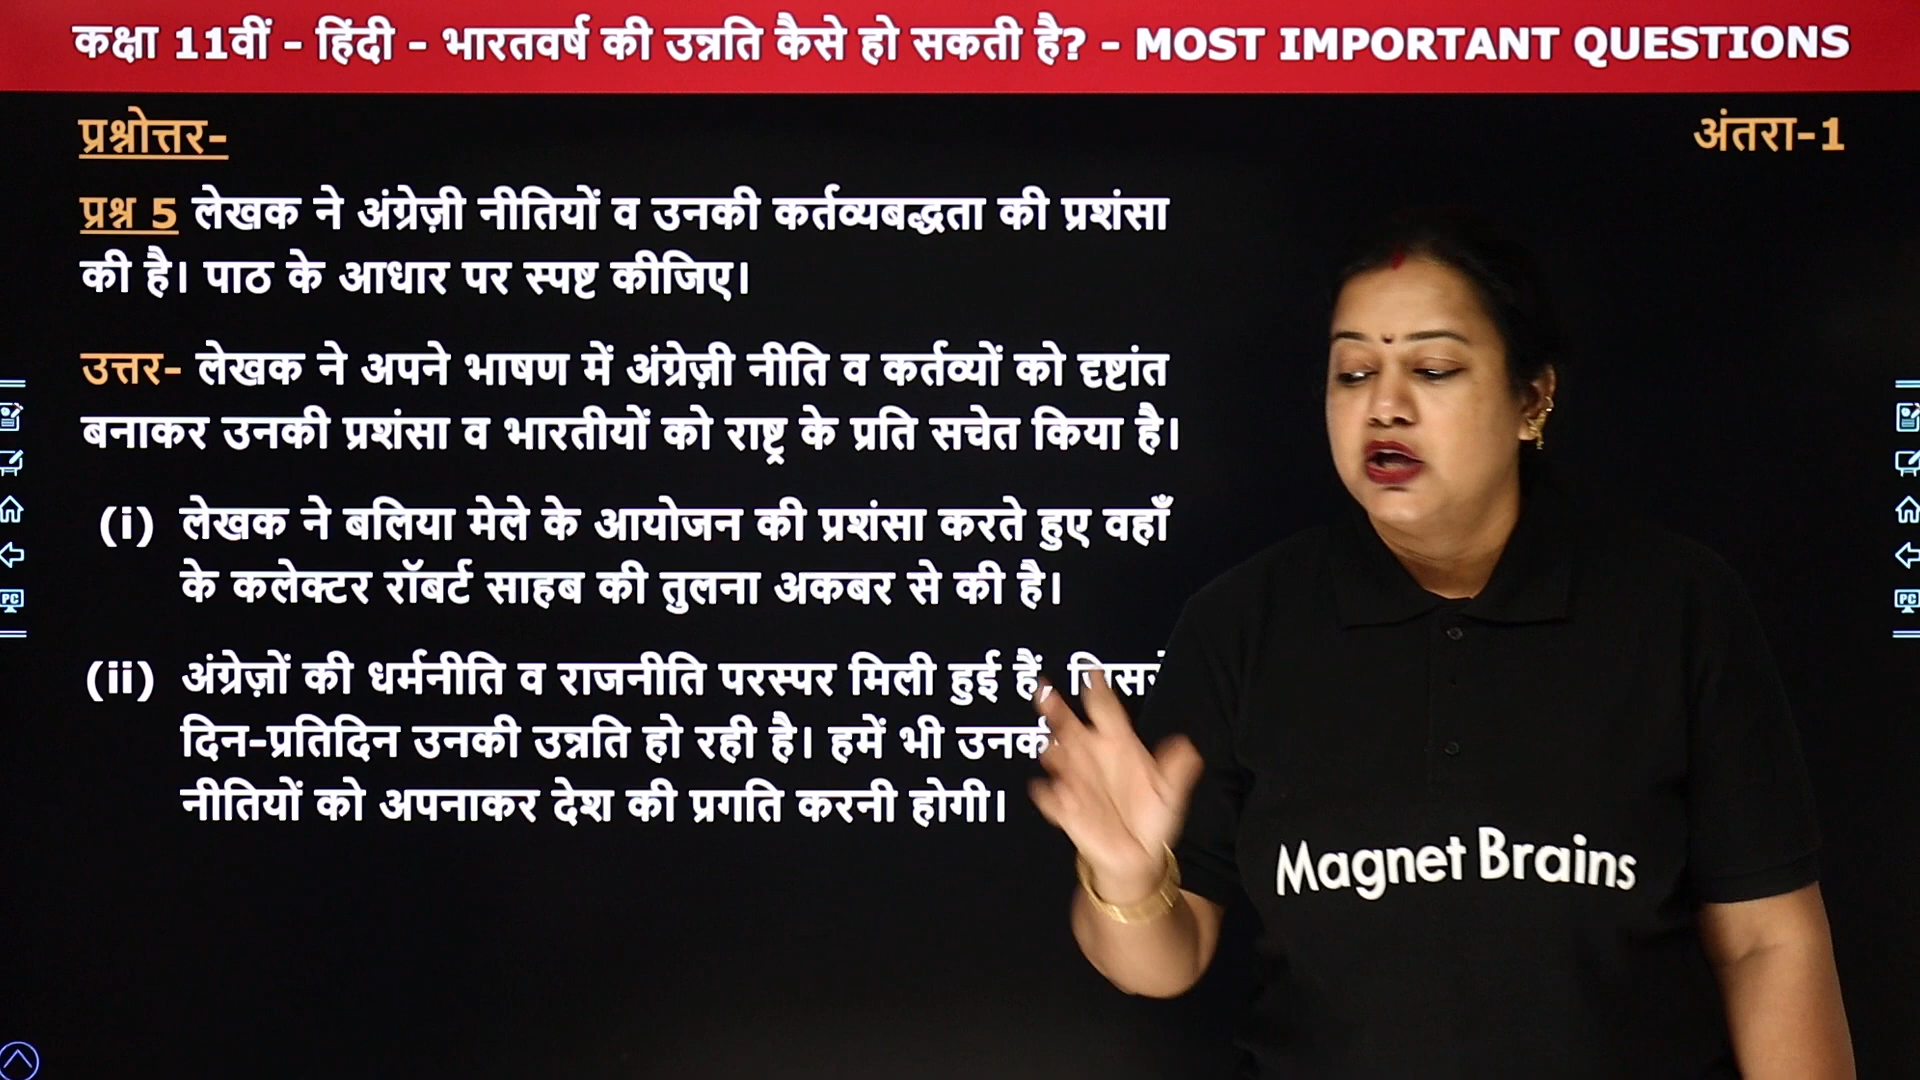 कक्षा 11वीं - हिंदी - भारतवर्ष की उन्नति कैसे हो सकती है? - MOST IMPORTANT QUESTIONS
प्रश्नोत्तर-
अंतरा-1
प्रश्न 5 लेखक ने अंग्रेज़ी नीतियों व उनकी कर्तव्यबद्धता की प्रशंसा
की है। पाठ के आधार पर स्पष्ट कीजिए।
उत्तर- लेखक ने अपने भाषण में अंग्रेज़ी नीति व कर्तव्यों को दृष्टांत
बनाकर उनकी प्रशंसा व भारतीयों को राष्ट्र के प्रति सचेत किया है।
(i) लेखक ने बलिया मेले के आयोजन की प्रशंसा करते हुए वहाँ
के कलेक्टर रॉबर्ट साहब की तुलना अकबर से की है।
(ii) अंग्रेज़ों की धर्मनीति व राजनीति परस्पर मिली हुई हैं,
दिन-प्रतिदिन उनकी उन्नति हो रही है। हमें भी
नीतियों को अपनाकर देश की प्रगति करनी होगी।
Magnet Brains
PC
PC